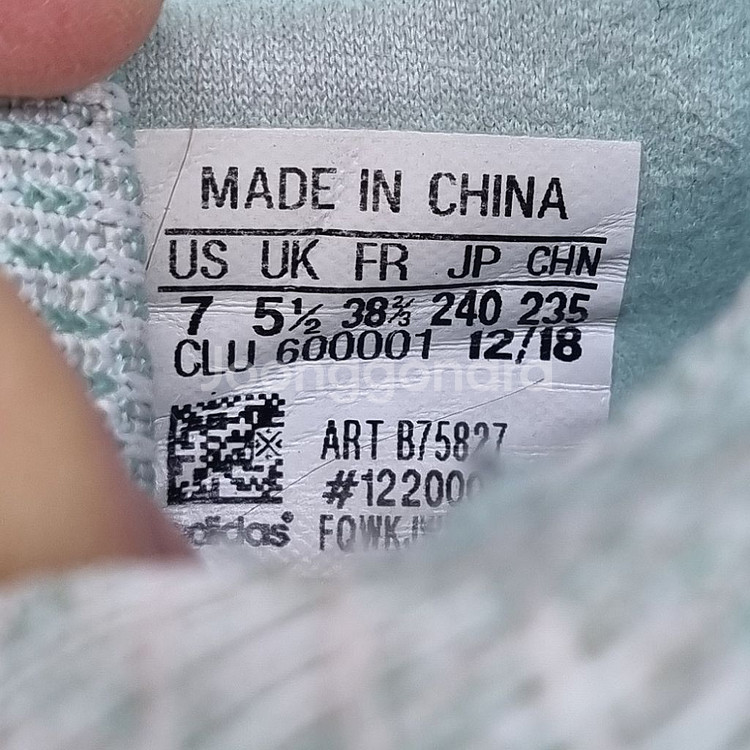 MADE IN CHINA
US UK FR JP CHN
7 5½ 38⅔ 240 235
CLU 600001 12/18
Joonggonara
ART B75827
adidas